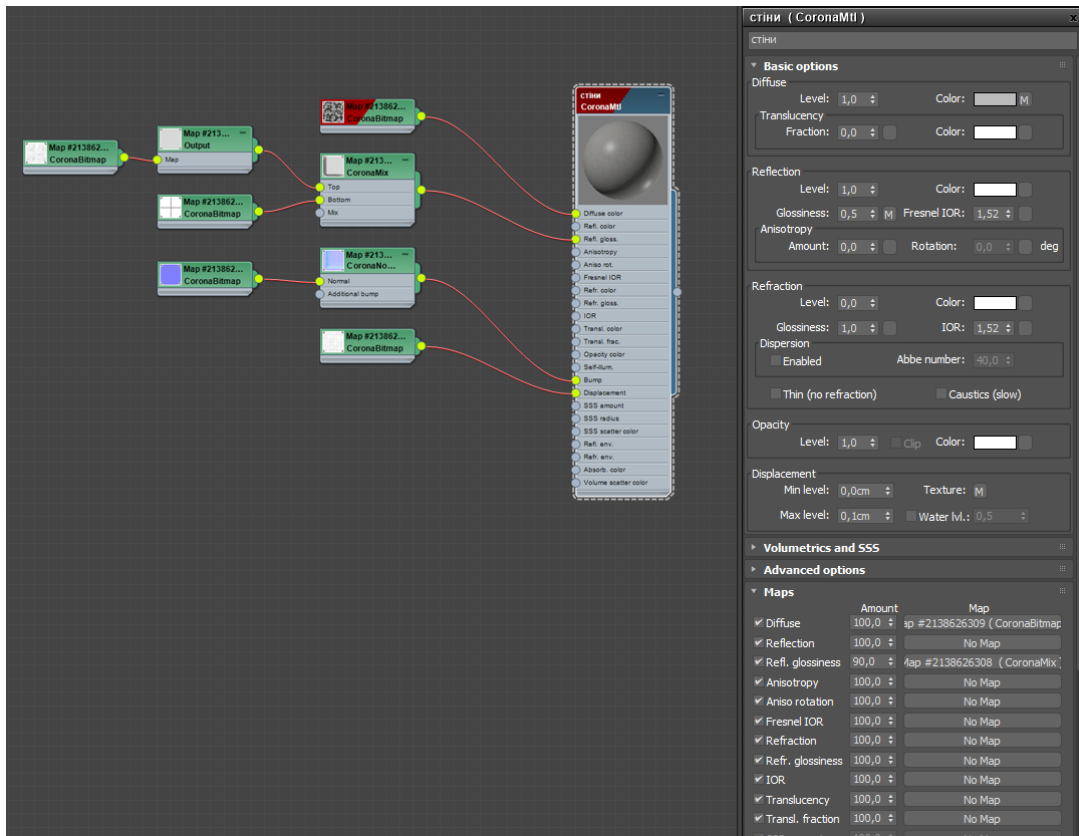 Map #213862...
CoronaBitmap
Map #213...
Output
Map
Map #213862...
CoronaBitmap
Map #213862...
CoronaBitmap
Map #213862...
CoronaBitmap
Map #213...
CoronaMix
Top
Bottom
Mix
Map #213...
CoronaNo...
Normal
Additional bump
Map #213862...
CoronaBitmap
стіни
CoronaMtl
Diffuse color
Refl. color
Refl. gloss.
Anisotropy
Aniso rot.
Fresnel IOR
Refr. color
Refr. gloss.
IOR
Transl. color
Transl. frac.
Opacity color
Self-illum.
Bump
Displacement
SSS amount
SSS radius
SSS scatter color
Refl. env.
Refr. env.
Absorb. color
Volume scatter color
стіни ( CoronaMtl ) x
стіни
Basic options
Diffuse
Level: 1,0 Color: M
Translucency
Fraction: 0,0 Color:
Reflection
Level: 1,0 Color:
Glossiness: 0,5 M Fresnel IOR: 1,52
Anisotropy
Amount: 0,0 Rotation: 0,0 deg
Refraction
Level: 0,0 Color:
Glossiness: 1,0 IOR: 1,52
Dispersion
Enabled Abbe number: 40,0
Thin (no refraction) Caustics (slow)
Opacity
Level: 1,0 Clip Color:
Displacement
Min level: 0,0cm Texture: M
Max level: 0,1cm Water lvl.: 0,5
Volumetrics and SSS
Advanced options
Maps
Amount Map
Diffuse 100,0 ap #2138626309 ( CoronaBitmap
Reflection 100,0 No Map
Refl. glossiness 90,0 Map #2138626308 ( CoronaMix )
Anisotropy 100,0 No Map
Aniso rotation 100,0 No Map
Fresnel IOR 100,0 No Map
Refraction 100,0 No Map
Refr. glossiness 100,0 No Map
IOR 100,0 No Map
Translucency 100,0 No Map
Transl. fraction 100,0 No Map